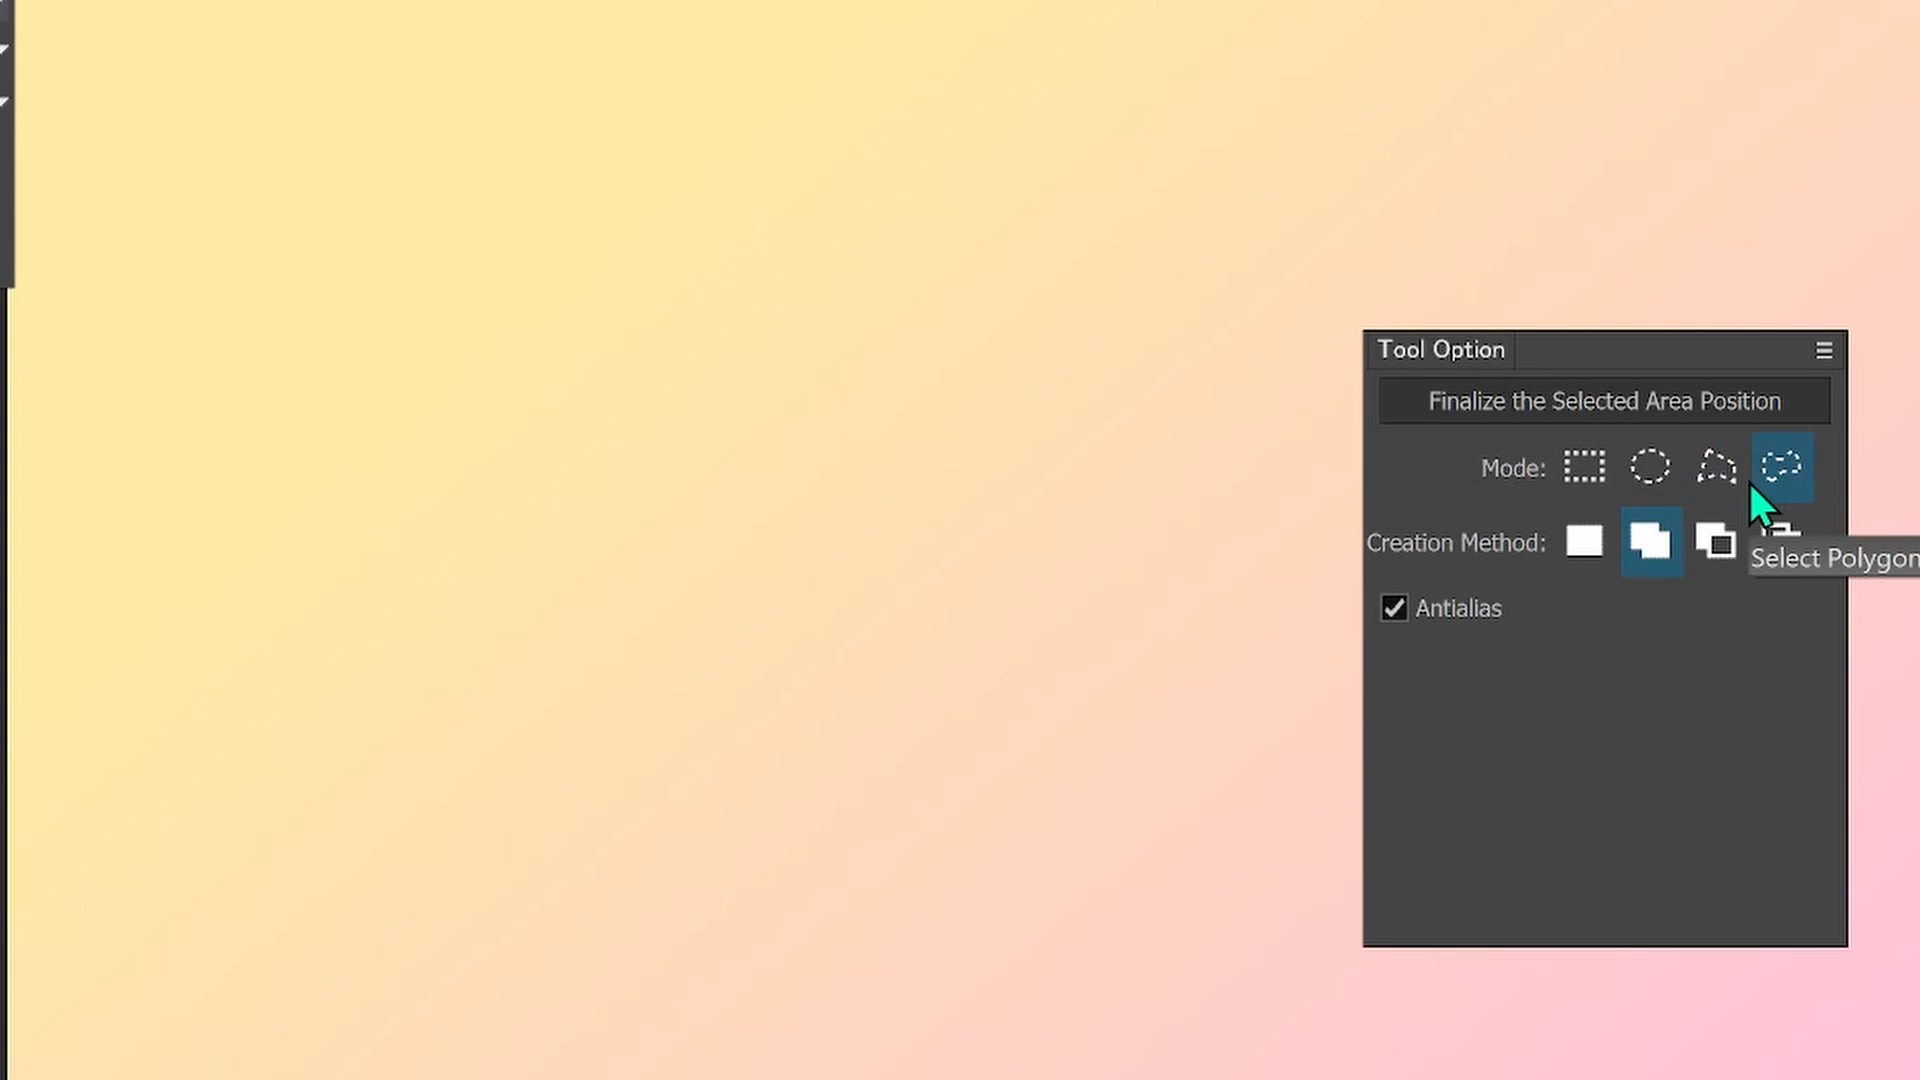 Tool Option
Finalize the Selected Area Position
Mode:
Creation Method:
Select Polygon
Antialias